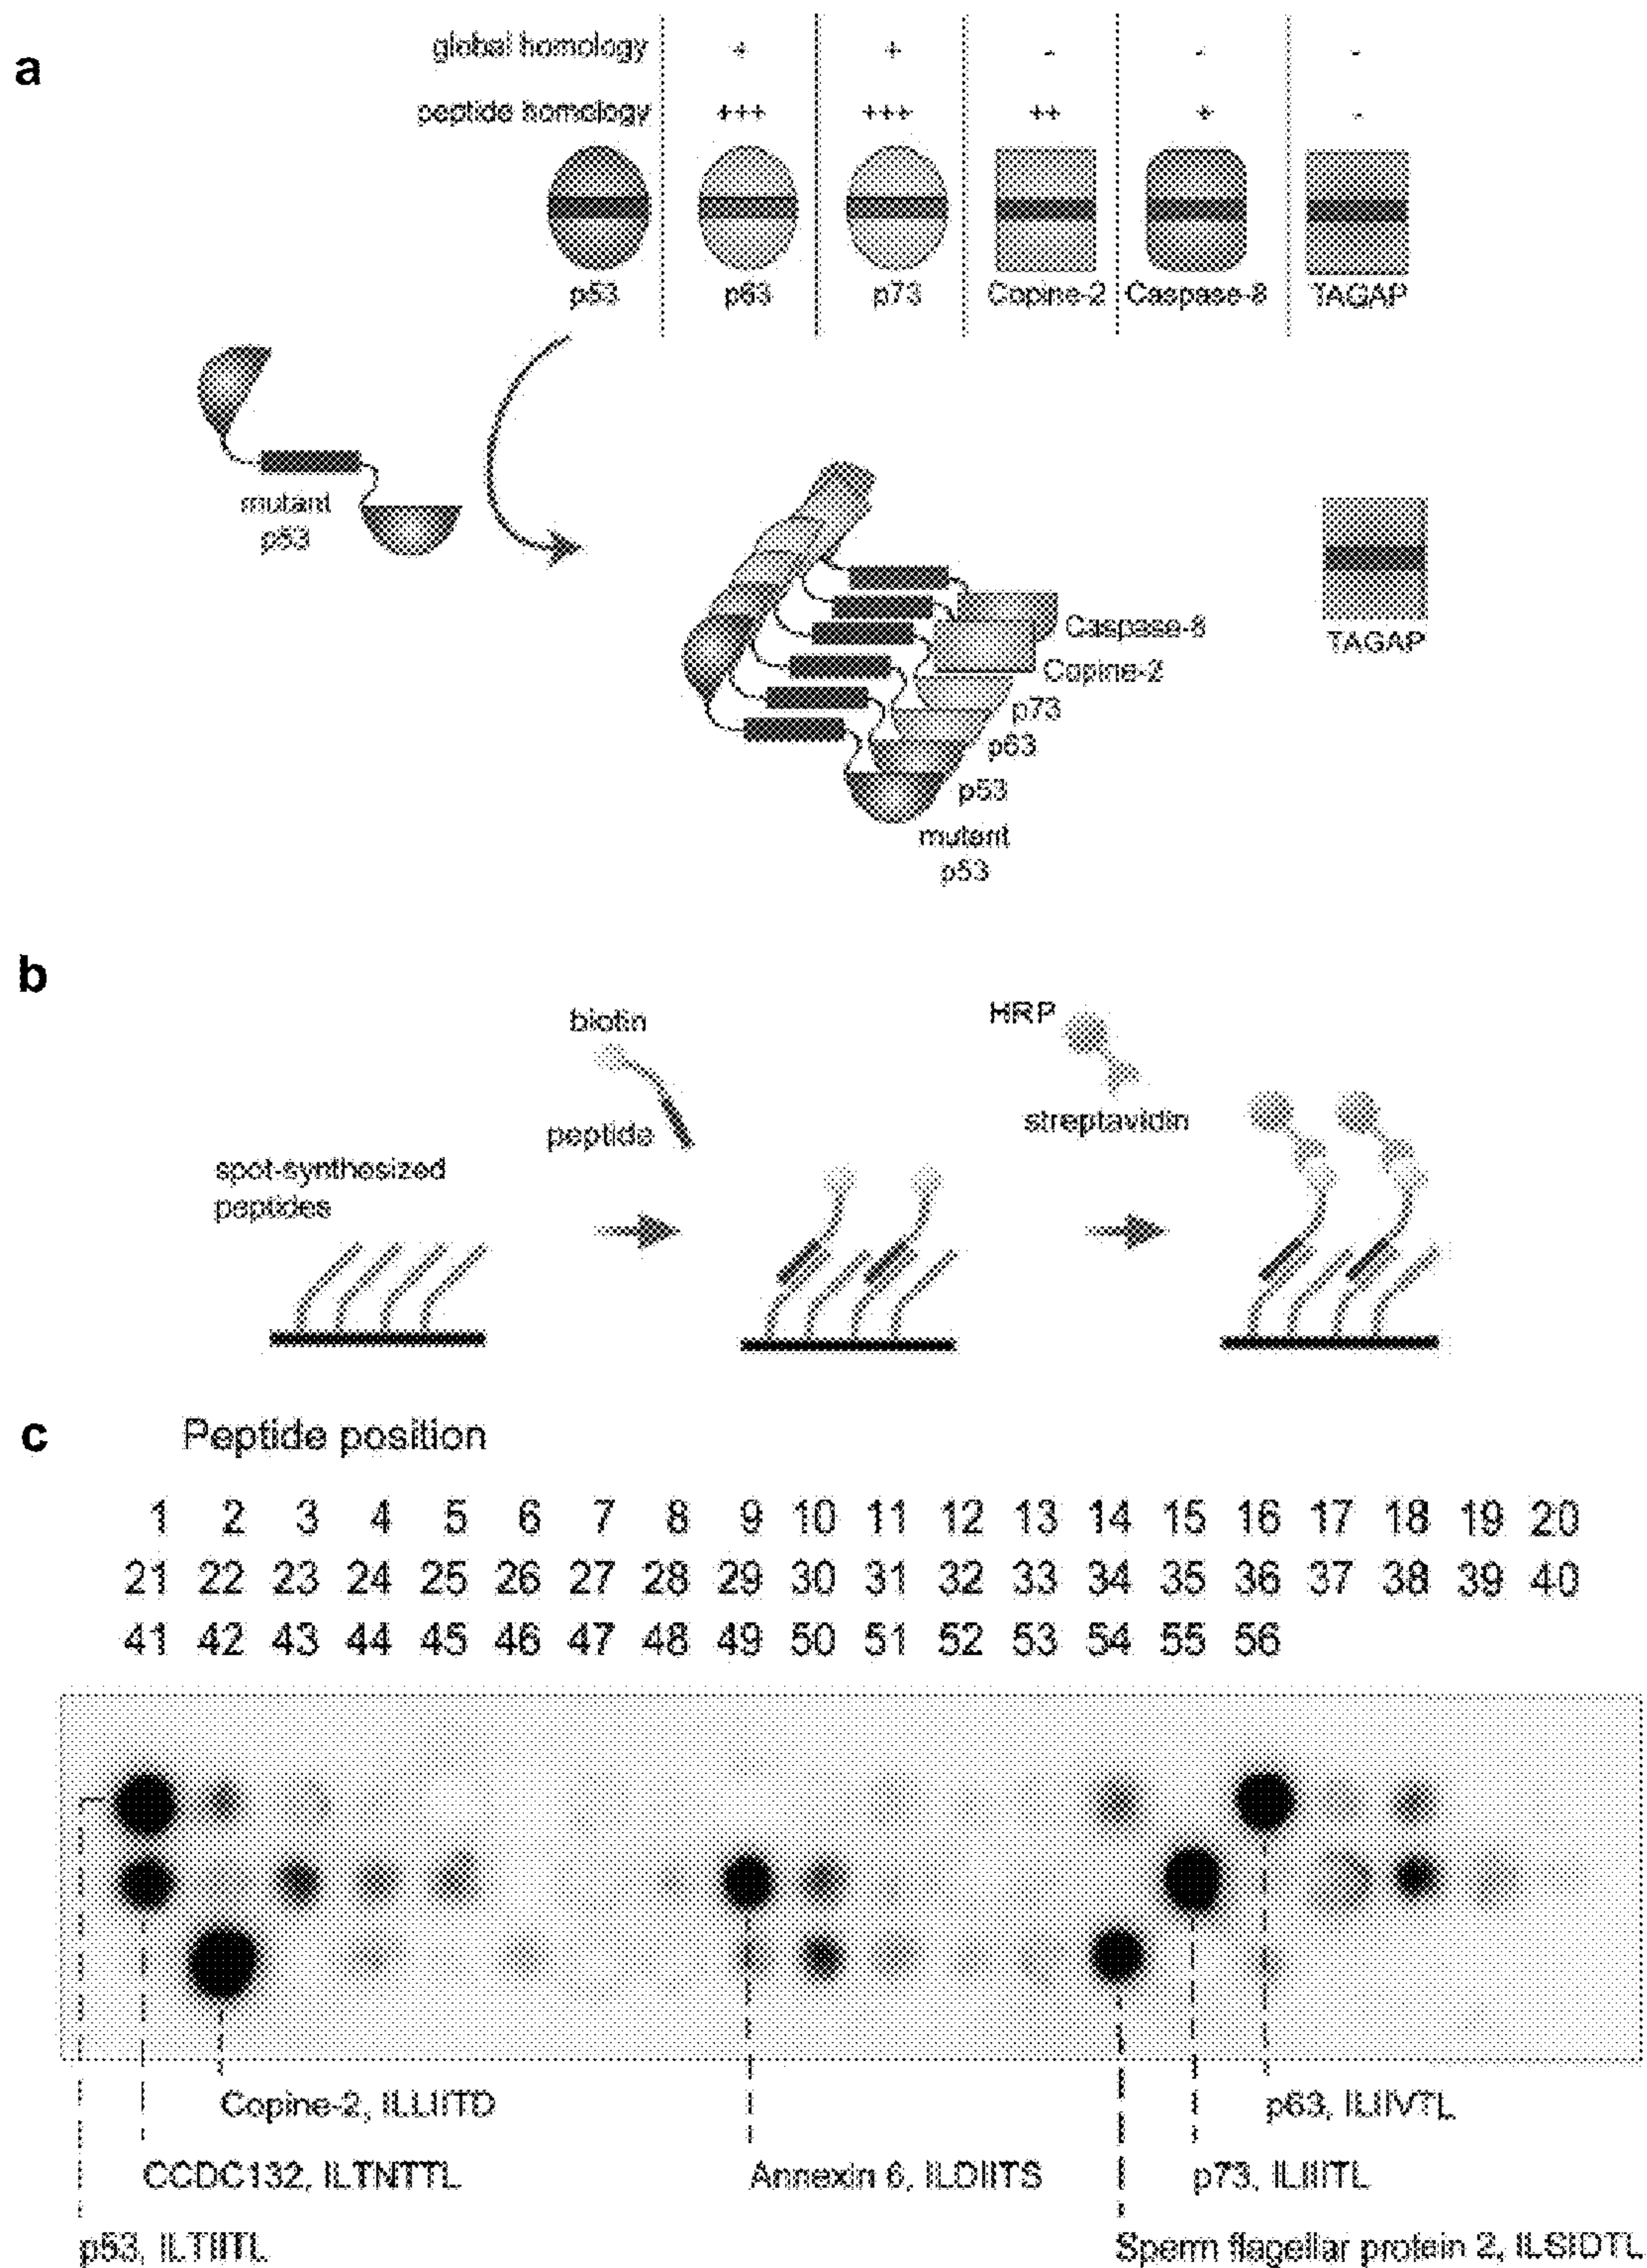 a
global homology + + - - -
peptide homology +++ +++ ++ + -
p53 p63 p73 Copine-2 Caspase-8 TAGAP
mutant
p53
Caspase-8
Copine-2
p73
p63
p53
mutant
p53
TAGAP
b
biotin
peptide
HRP
streptavidin
spot-synthesized
peptides
c
Peptide position
1 2 3 4 5 6 7 8 9 10 11 12 13 14 15 16 17 18 19 20
21 22 23 24 25 26 27 28 29 30 31 32 33 34 35 36 37 38 39 40
41 42 43 44 45 46 47 48 49 50 51 52 53 54 55 56
Copine-2, ILLIITD
p63, ILIIVTL
CCDC132, ILTNTTL
Annexin 6, ILDIITS
p73, ILIIITL
p53, ILTIITL
Sperm flagellar protein 2, ILSIDTL